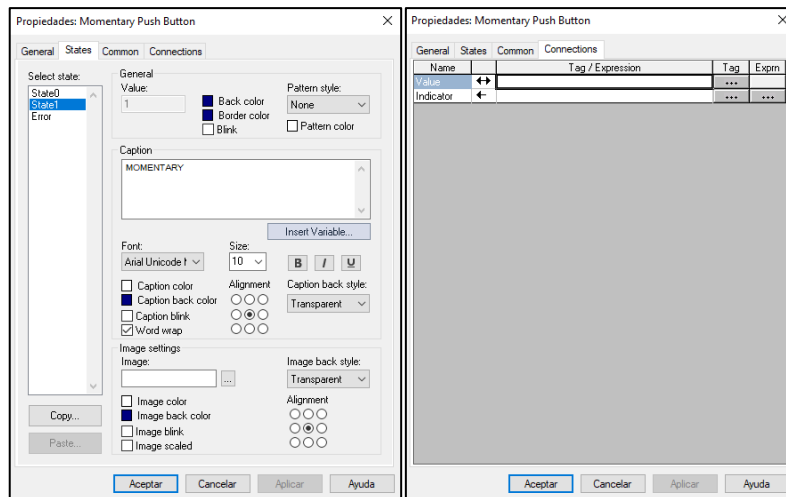 Propiedades: Momentary Push Button
General States Common Connections
Select state:
State0
State1
Error
Copy...
Paste...
General
Value:
1
Back color
Border color
Blink
Pattern style:
None
Pattern color
Caption
MOMENTARY
Insert Variable...
Font:
Arial Unicode
Size:
10
B I U
Caption color
Caption back color
Caption blink
Word wrap
Alignment
Caption back style:
Transparent
Image settings
Image:
...
Image back style:
Transparent
Image color
Image back color
Image blink
Image scaled
Alignment
Aceptar Cancelar Aplicar Ayuda
Propiedades: Momentary Push Button
General States Common Connections
Name Tag / Expression Tag Exprn
Value ...
Indicator ... ...
Aceptar Cancelar Aplicar Ayuda